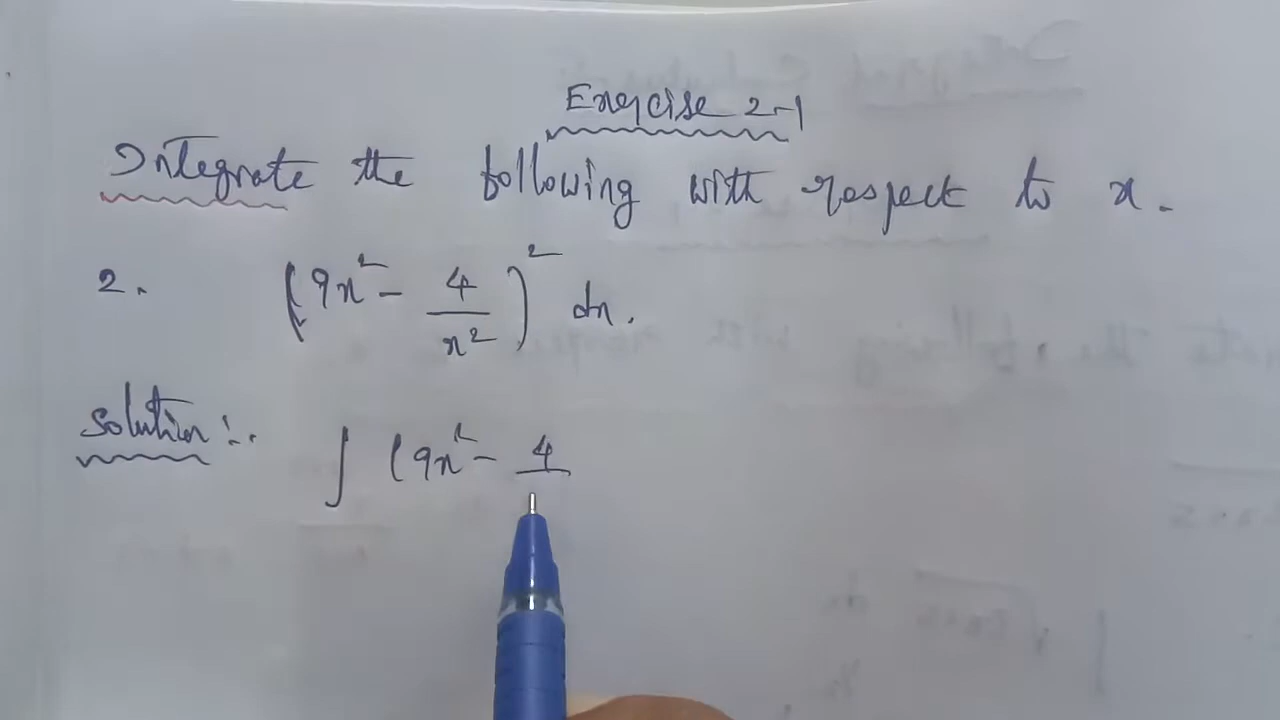 Exercise 2-1
Integrate the following with respect to x.
2. (9x² - 4/x²)² dx.
Solution:-. ∫ (9x² - 4